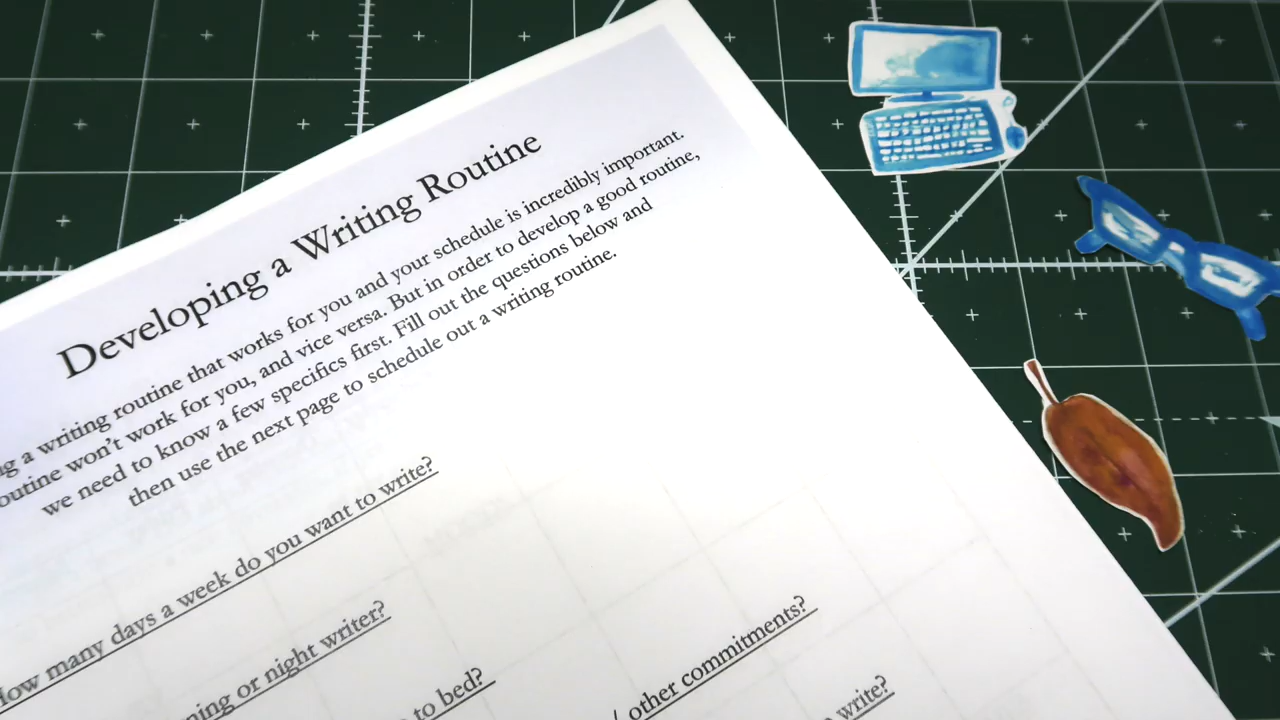 Developing a Writing Routine
a writing routine that works for you and your schedule is incredibly important.
routine won't work for you, and vice versa. But in order to develop a good routine,
we need to know a few specifics first. Fill out the questions below and
then use the next page to schedule out a writing routine.
How many days a week do you want to write?
or night writer?
to bed?
other commitments?
write?